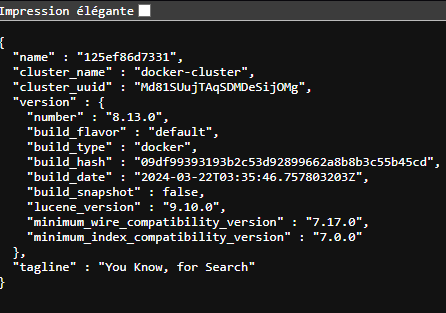 Impression élégante
{
  "name" : "125ef86d7331",
  "cluster_name" : "docker-cluster",
  "cluster_uuid" : "Md81SUujTAqSDMDeSijOMg",
  "version" : {
    "number" : "8.13.0",
    "build_flavor" : "default",
    "build_type" : "docker",
    "build_hash" : "09df99393193b2c53d92899662a8b8b3c55b45cd",
    "build_date" : "2024-03-22T03:35:46.757803203Z",
    "build_snapshot" : false,
    "lucene_version" : "9.10.0",
    "minimum_wire_compatibility_version" : "7.17.0",
    "minimum_index_compatibility_version" : "7.0.0"
  },
  "tagline" : "You Know, for Search"
}